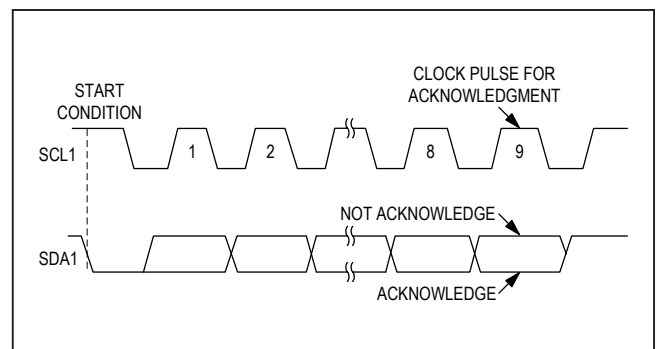 START
CONDITION
CLOCK PULSE FOR
ACKNOWLEDGMENT
SCL1
1
2
8
9
NOT ACKNOWLEDGE
SDA1
ACKNOWLEDGE